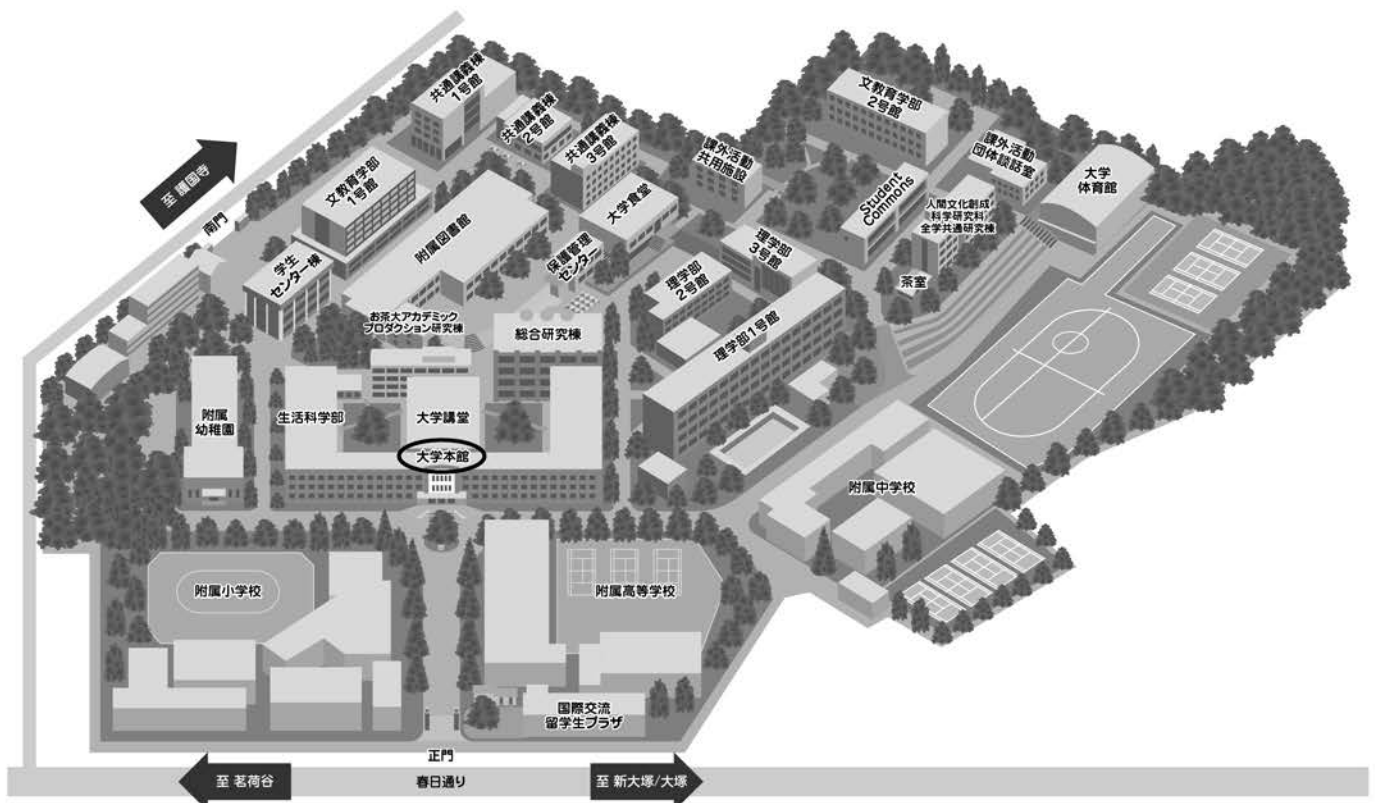 共通講義棟
1号館
共通講義棟
2号館
共通講義棟
3号館
課外活動
共用施設
文教育学部
2号館
課外活動
団体談話室
大学
体育館
至 護国寺
南門
文教育学部
1号館
附属図書館
大学食堂
Student
Commons
人間文化創成
科学研究科
全学共通研究棟
学生
センター棟
保健管理
センター
理学部
3号館
理学部
2号館
茶室
お茶大アカデミック
プロダクション研究棟
総合研究棟
理学部1号館
附属
幼稚園
生活科学部
大学講堂
大学本館
附属中学校
附属小学校
附属高等学校
国際交流
留学生プラザ
正門
至 茗荷谷
春日通り
至 新大塚/大塚